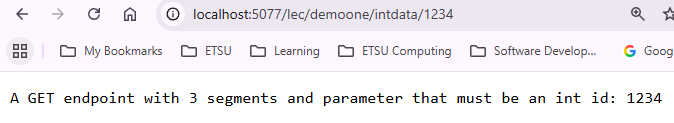 localhost:5077/lec/demoone/intdata/1234
My Bookmarks ETSU Learning ETSU Computing Software Develop... Goog
A GET endpoint with 3 segments and parameter that must be an int id: 1234